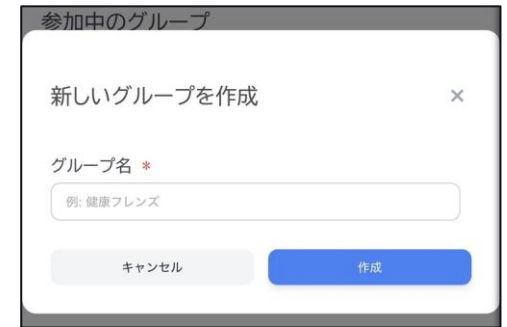 参加中のグループ
新しいグループを作成 ×
グループ名 *
例: 健康フレンズ
キャンセル 作成